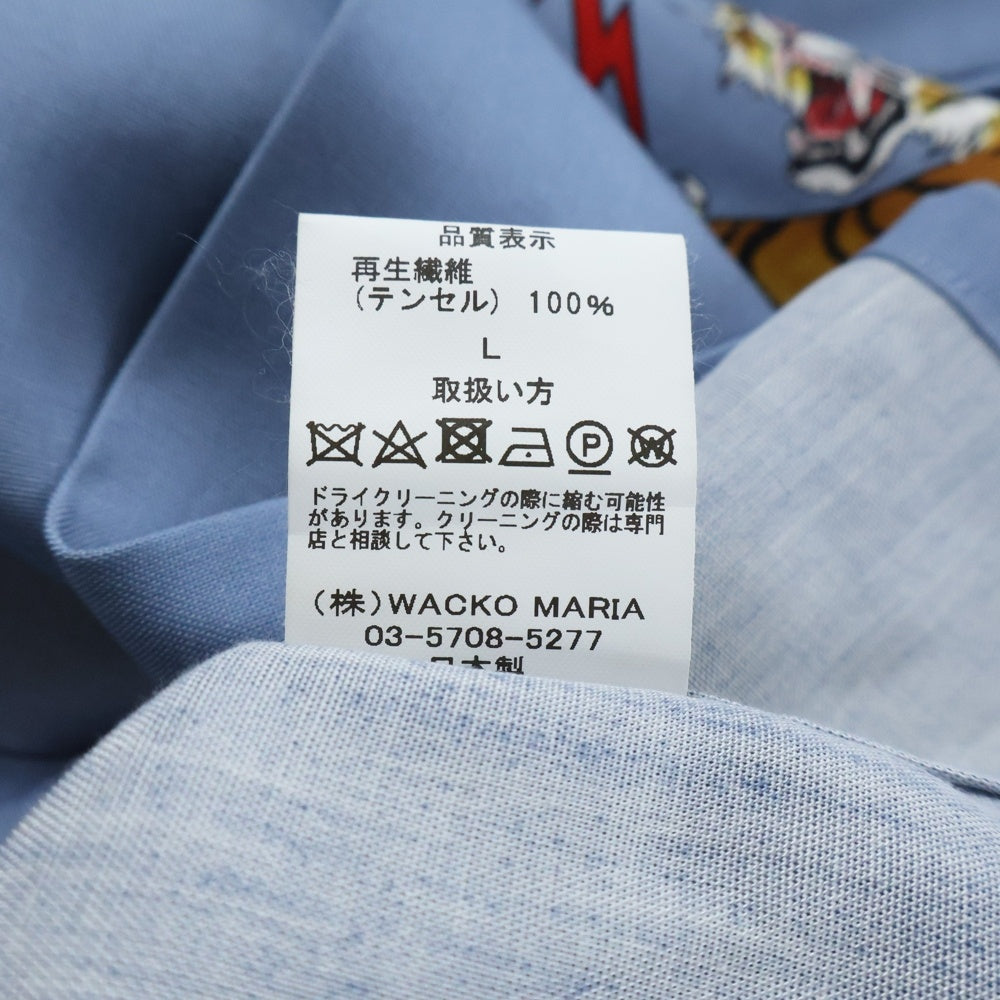 品質表示
再生繊維
(テンセル) 100%
L
取扱い方
P W
ドライクリーニングの際に縮む可能性
があります。クリーニングの際は専門
店と相談して下さい。
(株)WACKO MARIA
03-5708-5277
日本製